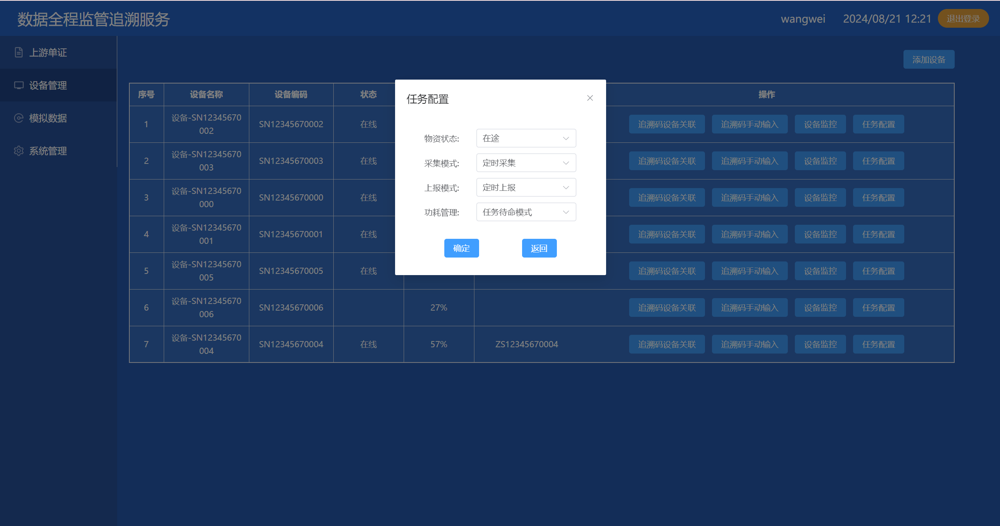 数据全程监管追溯服务
wangwei 2024/08/21 12:21 退出登录
上游单证
设备管理
模拟数据
系统管理
添加设备
序号 设备名称 设备编码 状态 操作
1 设备-SN12345670002 SN12345670002 在线 追溯码设备关联 追溯码手动输入 设备监控 任务配置
2 设备-SN12345670003 SN12345670003 在线 追溯码设备关联 追溯码手动输入 设备监控 任务配置
3 设备-SN12345670000 SN12345670000 在线 追溯码设备关联 追溯码手动输入 设备监控 任务配置
4 设备-SN12345670001 SN12345670001 在线 追溯码设备关联 追溯码手动输入 设备监控 任务配置
5 设备-SN12345670005 SN12345670005 在线 追溯码设备关联 追溯码手动输入 设备监控 任务配置
6 设备-SN12345670006 SN12345670006 27% 追溯码设备关联 追溯码手动输入 设备监控 任务配置
7 设备-SN12345670004 SN12345670004 在线 57% ZS12345670004 追溯码设备关联 追溯码手动输入 设备监控 任务配置
任务配置
物资状态: 在途
采集模式: 定时采集
上报模式: 定时上报
功耗管理: 任务待命模式
确定 返回